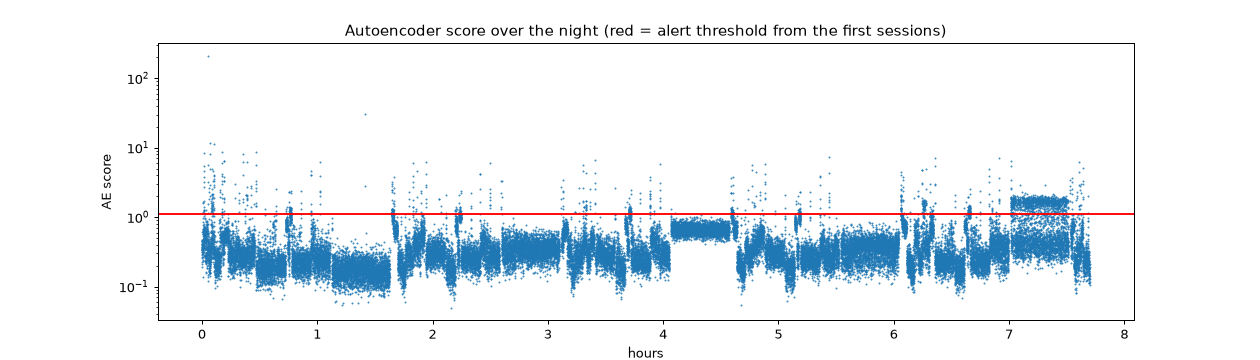 Autoencoder score over the night (red = alert threshold from the first sessions)
10²
10¹
10⁰
10⁻¹
AE score
0 1 2 3 4 5 6 7 8
hours